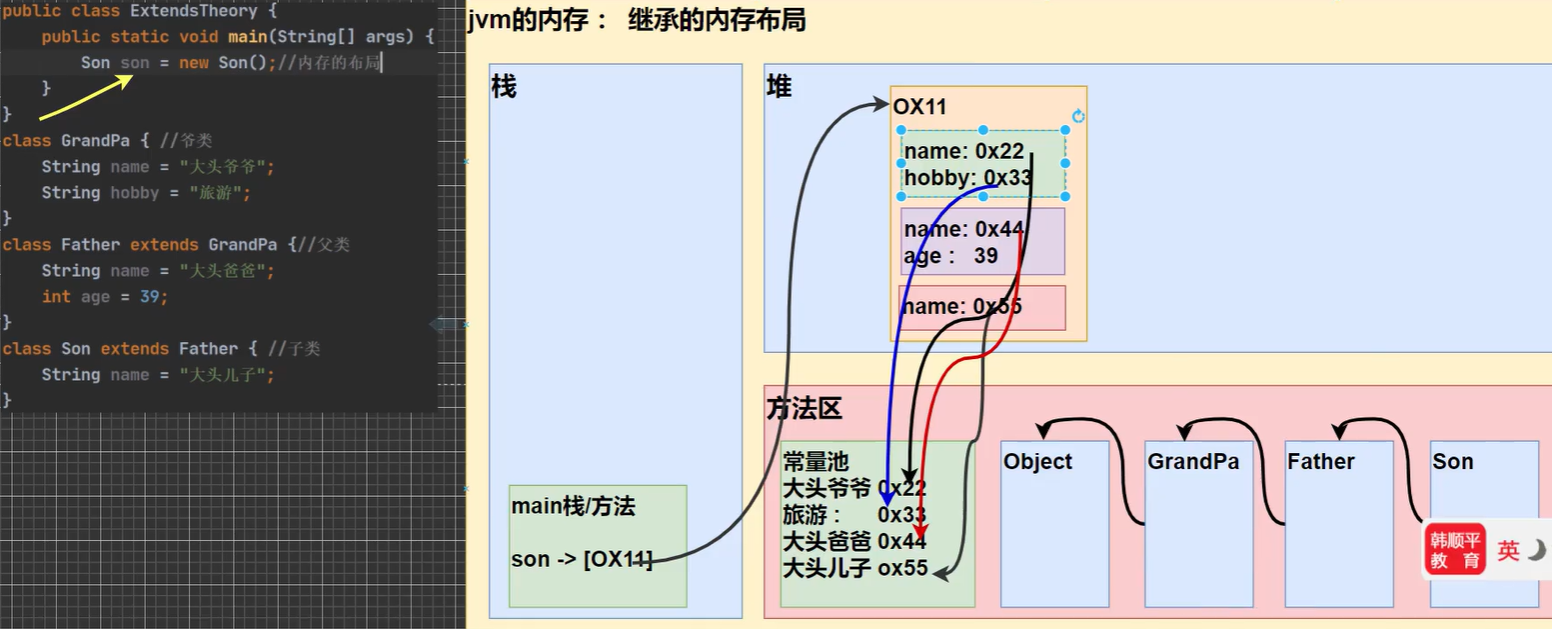 public class ExtendsTheory {
public static void main(String[] args) {
Son son = new Son();//内存的布局
}
}
class GrandPa { //爷类
String name = "大头爷爷";
String hobby = "旅游";
}
class Father extends GrandPa {//父类
String name = "大头爸爸";
int age = 39;
}
class Son extends Father { //子类
String name = "大头儿子";
}
jvm的内存： 继承的内存布局
栈
main栈/方法
son -> [OX11]
堆
OX11
name: 0x22
hobby: 0x33
name: 0x44
age： 39
name: 0x55
方法区
常量池
大头爷爷 0x22
旅游： 0x33
大头爸爸 0x44
大头儿子 ox55
Object
GrandPa
Father
Son
韩顺平
教 育
英